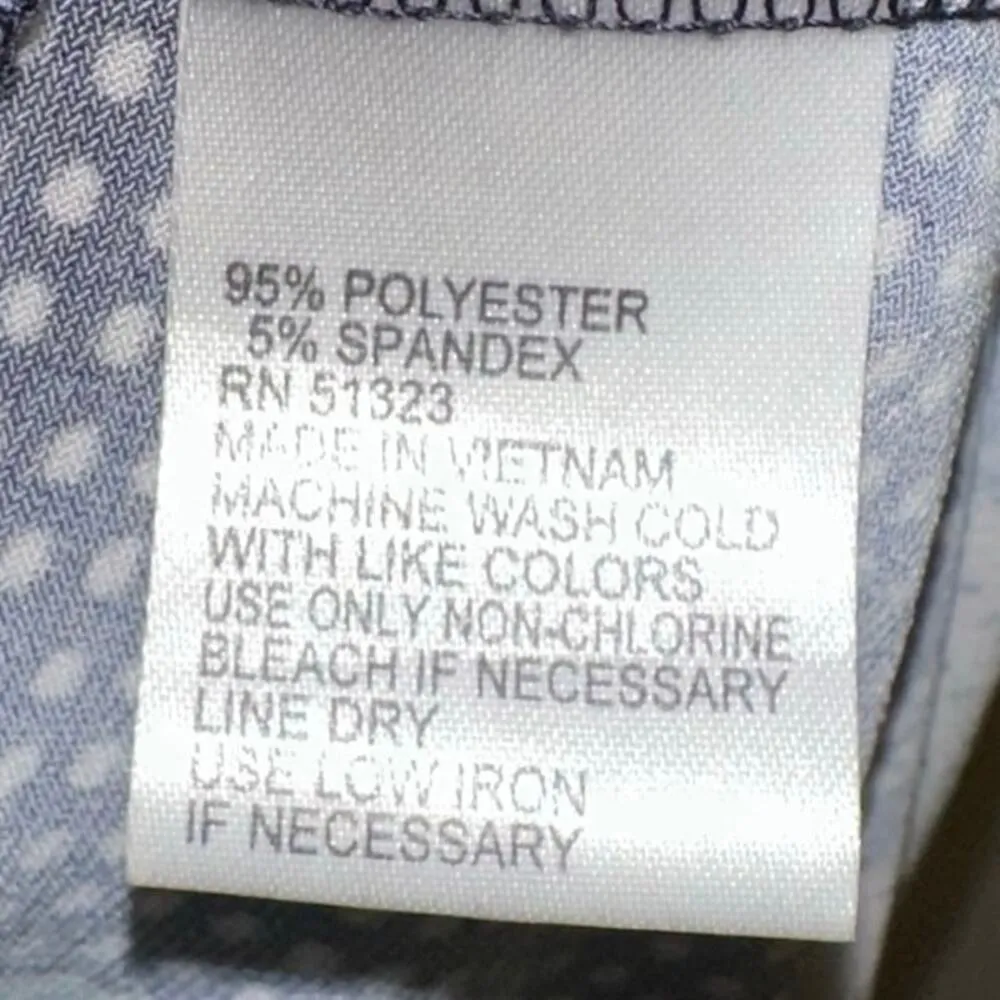 95% POLYESTER
5% SPANDEX
RN 51323
MADE IN VIETNAM
MACHINE WASH COLD
WITH LIKE COLORS
USE ONLY NON-CHLORINE
BLEACH IF NECESSARY
LINE DRY
USE LOW IRON
IF NECESSARY